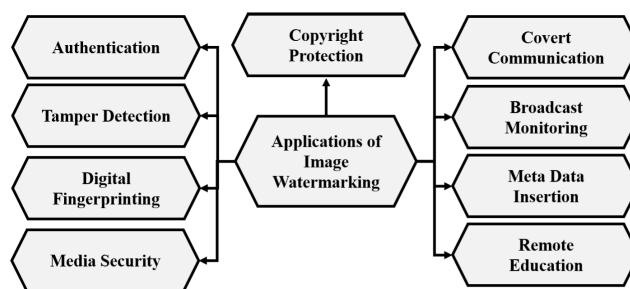 Authentication
Tamper Detection
Digital
Fingerprinting
Media Security
Copyright
Protection
Applications of
Image
Watermarking
Covert
Communication
Broadcast
Monitoring
Meta Data
Insertion
Remote
Education